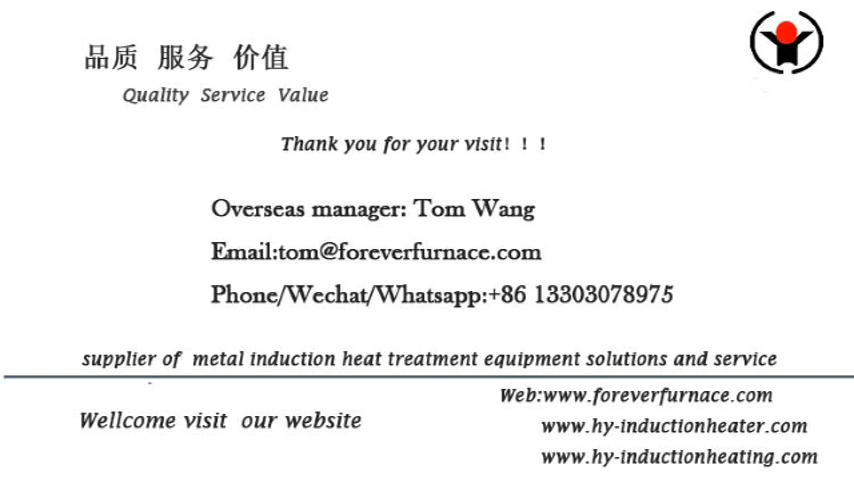 品质 服务 价值
Quality Service Value
Thank you for your visit！！！
Overseas manager: Tom Wang
Email:tom@foreverfurnace.com
Phone/Wechat/Whatsapp:+86 13303078975
supplier of metal induction heat treatment equipment solutions and service
Wellcome visit our website
Web:www.foreverfurnace.com
www.hy-inductionheater.com
www.hy-inductionheating.com